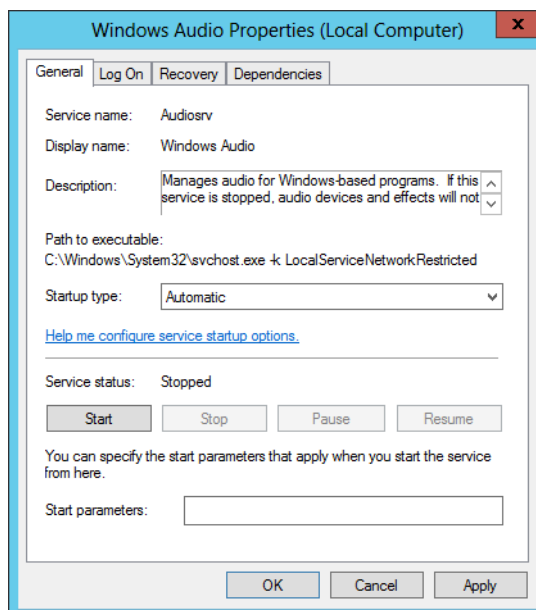 Windows Audio Properties (Local Computer)
x
General Log On Recovery Dependencies
Service name: Audiosrv
Display name: Windows Audio
Description: Manages audio for Windows-based programs. If this
service is stopped, audio devices and effects will not
Path to executable:
C:\Windows\System32\svchost.exe -k LocalServiceNetworkRestricted
Startup type: Automatic
Help me configure service startup options.
Service status: Stopped
Start Stop Pause Resume
You can specify the start parameters that apply when you start the service
from here.
Start parameters:
OK Cancel Apply